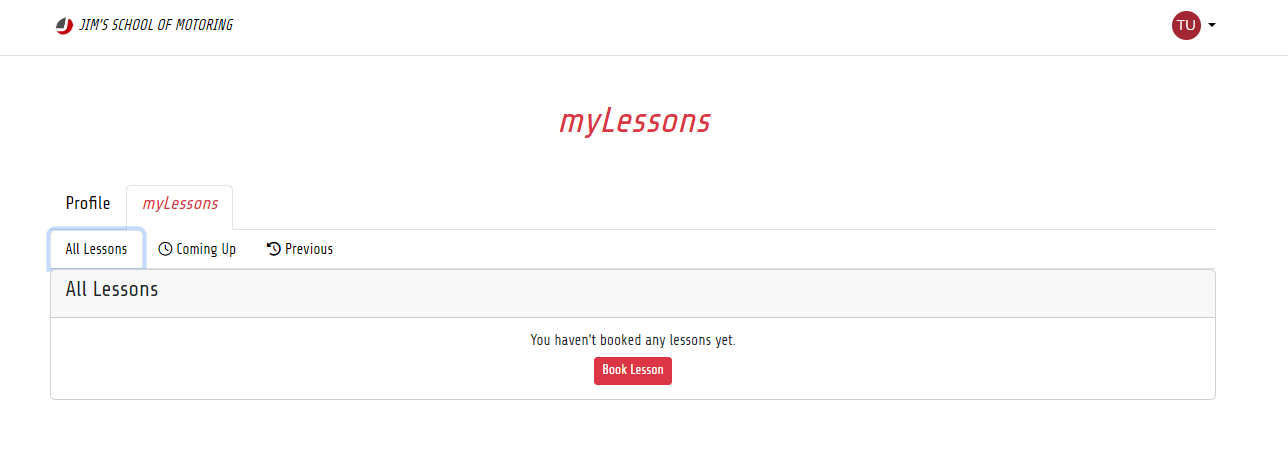 JIM'S SCHOOL OF MOTORING
TU
myLessons
Profile
myLessons
All Lessons
Coming Up
Previous
All Lessons
You haven't booked any lessons yet.
Book Lesson